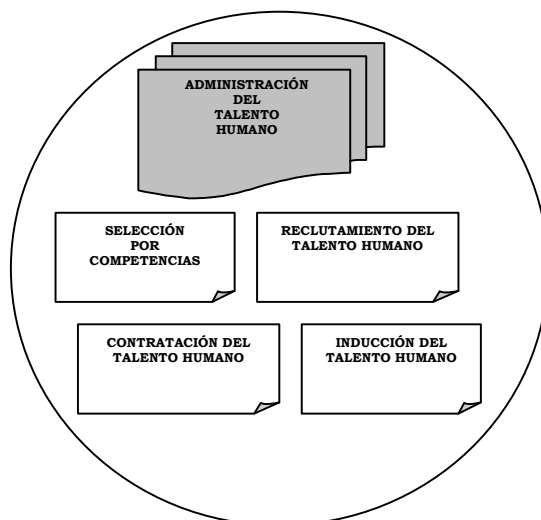 ADMINISTRACIÓN
DEL
TALENTO
HUMANO
SELECCIÓN
POR
COMPETENCIAS
RECLUTAMIENTO DEL
TALENTO HUMANO
CONTRATACIÓN DEL
TALENTO HUMANO
INDUCCIÓN DEL
TALENTO HUMANO